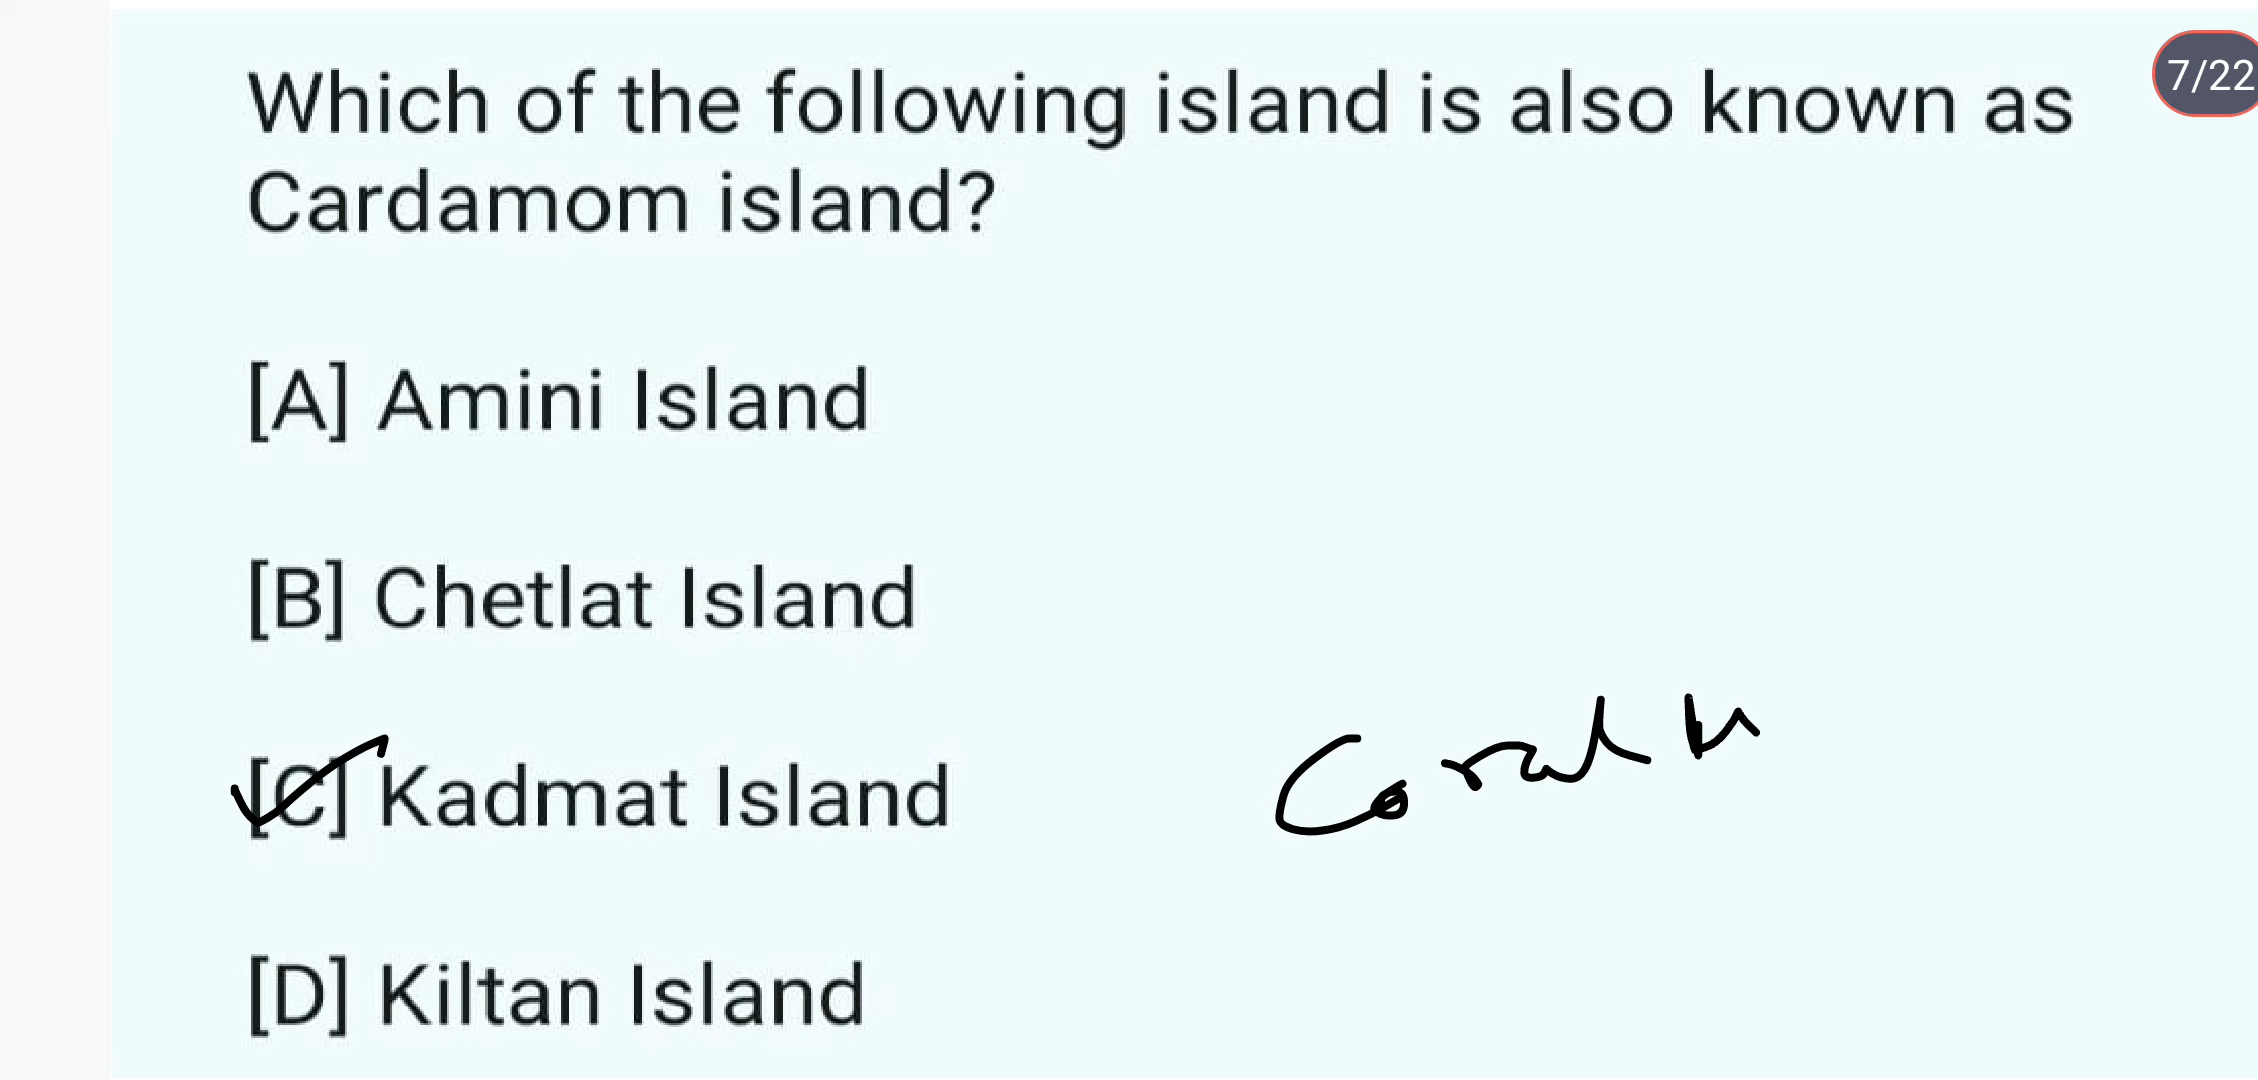 Which of the following island is also known as
Cardamom island?
7/22
[A] Amini Island
[B] Chetlat Island
[C] Kadmat Island
[D] Kiltan Island